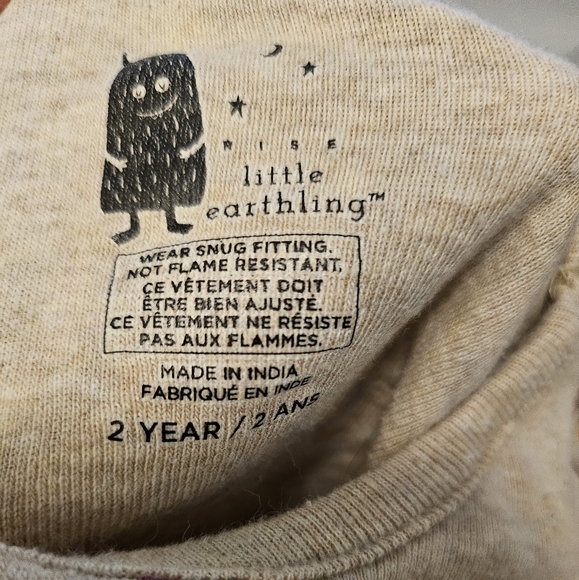 RISE
little
earthling™
WEAR SNUG FITTING.
NOT FLAME RESISTANT.
CE VÊTEMENT DOIT
ÊTRE BIEN AJUSTÉ.
CE VÊTEMENT NE RÉSISTE
PAS AUX FLAMMES.
MADE IN INDIA
FABRIQUÉ EN INDE
2 YEAR / 2 ANS